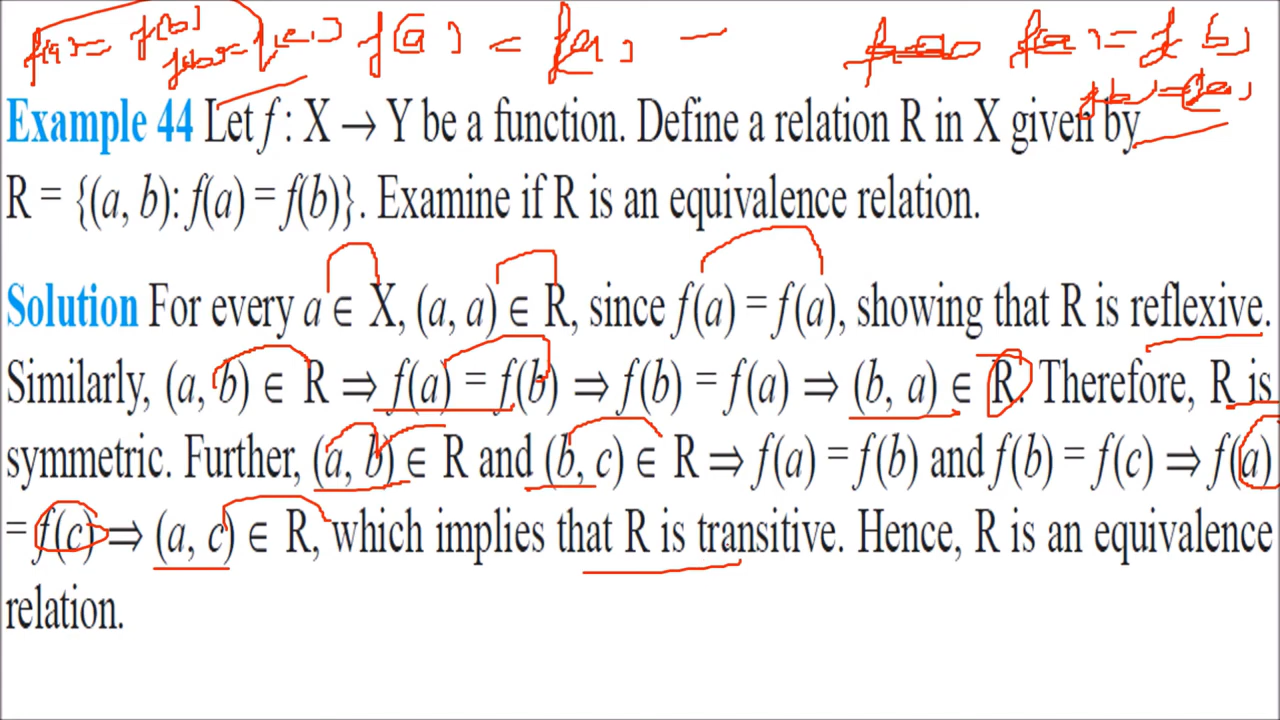 f(a) = f(b) f(a) = f(a) f(a) = f(b)
f(b) = f(c) f(b) = f(a)
Example 44 Let f : X → Y be a function. Define a relation R in X given by
R = {(a, b): f(a) = f(b)}. Examine if R is an equivalence relation.
Solution For every a ∈ X, (a, a) ∈ R, since f(a) = f(a), showing that R is reflexive.
Similarly, (a, b) ∈ R ⇒ f(a) = f(b) ⇒ f(b) = f(a) ⇒ (b, a) ∈ R. Therefore, R is
symmetric. Further, (a, b) ∈ R and (b, c) ∈ R ⇒ f(a) = f(b) and f(b) = f(c) ⇒ f(a)
= f(c) ⇒ (a, c) ∈ R, which implies that R is transitive. Hence, R is an equivalence
relation.